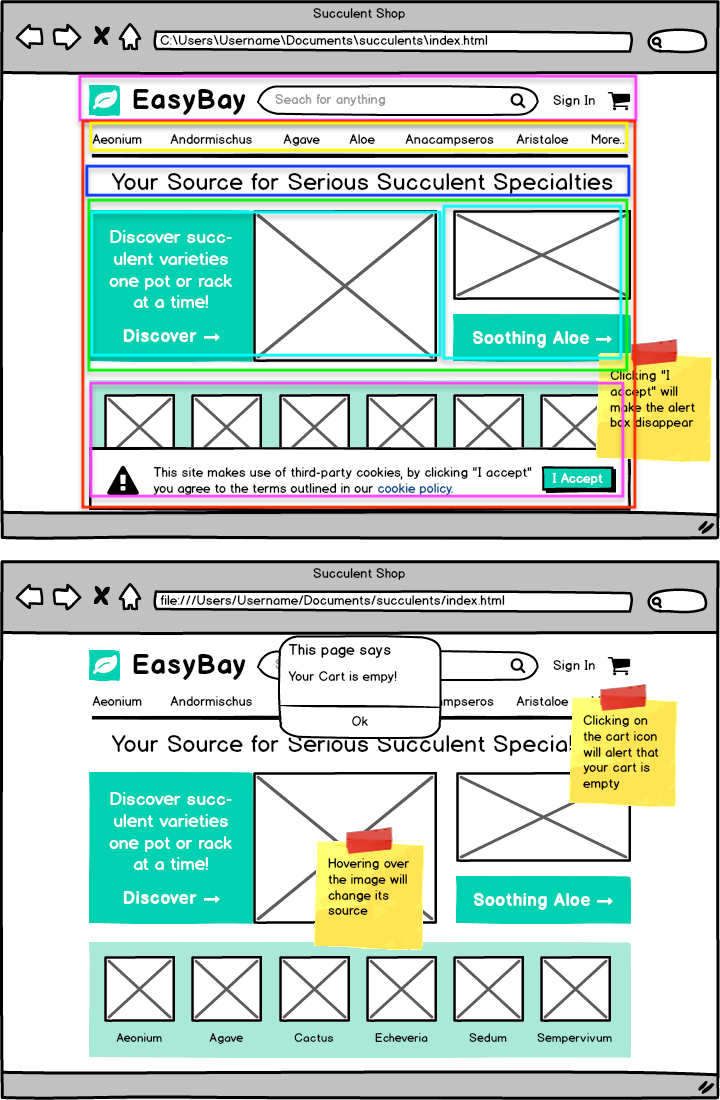 Succulent Shop
C:\Users\Username\Documents\succulents\index.html
EasyBay
Seach for anything
Sign In
Aeonium Andormischus Agave Aloe Anacampseros Aristaloe More..
Your Source for Serious Succulent Specialties
Discover succ-
ulent varieties
one pot or rack
at a time!
Discover →
Soothing Aloe →
Clicking "I
accept" will
make the alert
box disappear
This site makes use of third-party cookies, by clicking "I accept"
you agree to the terms outlined in our cookie policy.
I Accept
Succulent Shop
file:///Users/Username/Documents/succulents/index.html
EasyBay
Sign In
This page says
Your Cart is empy!
Ok
Aeonium Andormischus mpseros Aristaloe
Your Source for Serious Succulent Special
Clicking on
the cart icon
will alert that
your cart is
empty
Discover succ-
ulent varieties
one pot or rack
at a time!
Discover →
Hovering over
the image will
change its
source
Soothing Aloe →
Aeonium Agave Cactus Echeveria Sedum Sempervivum